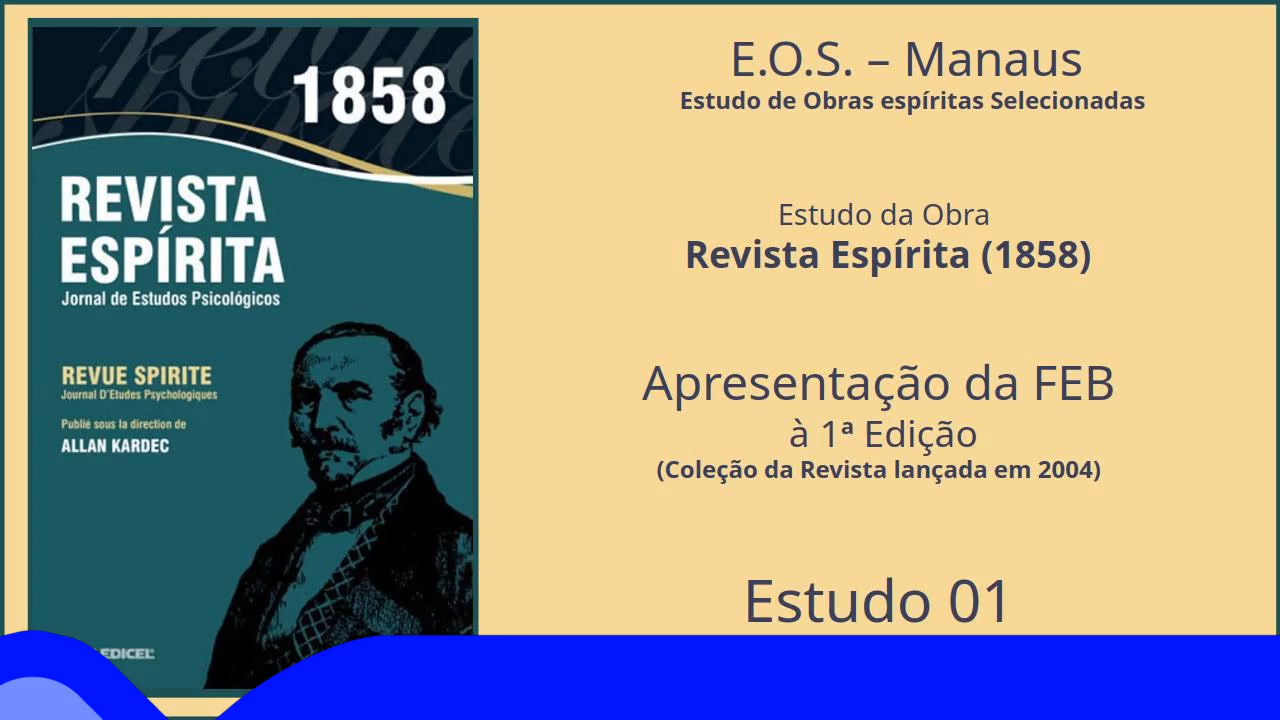 1858
REVISTA
ESPÍRITA
Jornal de Estudos Psicológicos
REVUE SPIRITE
Journal D'Etudes Psychologiques
Publié sous la direction de
ALLAN KARDEC
EDICEL
E.O.S. – Manaus
Estudo de Obras espíritas Selecionadas
Estudo da Obra
Revista Espírita (1858)
Apresentação da FEB
à 1ª Edição
(Coleção da Revista lançada em 2004)
Estudo 01